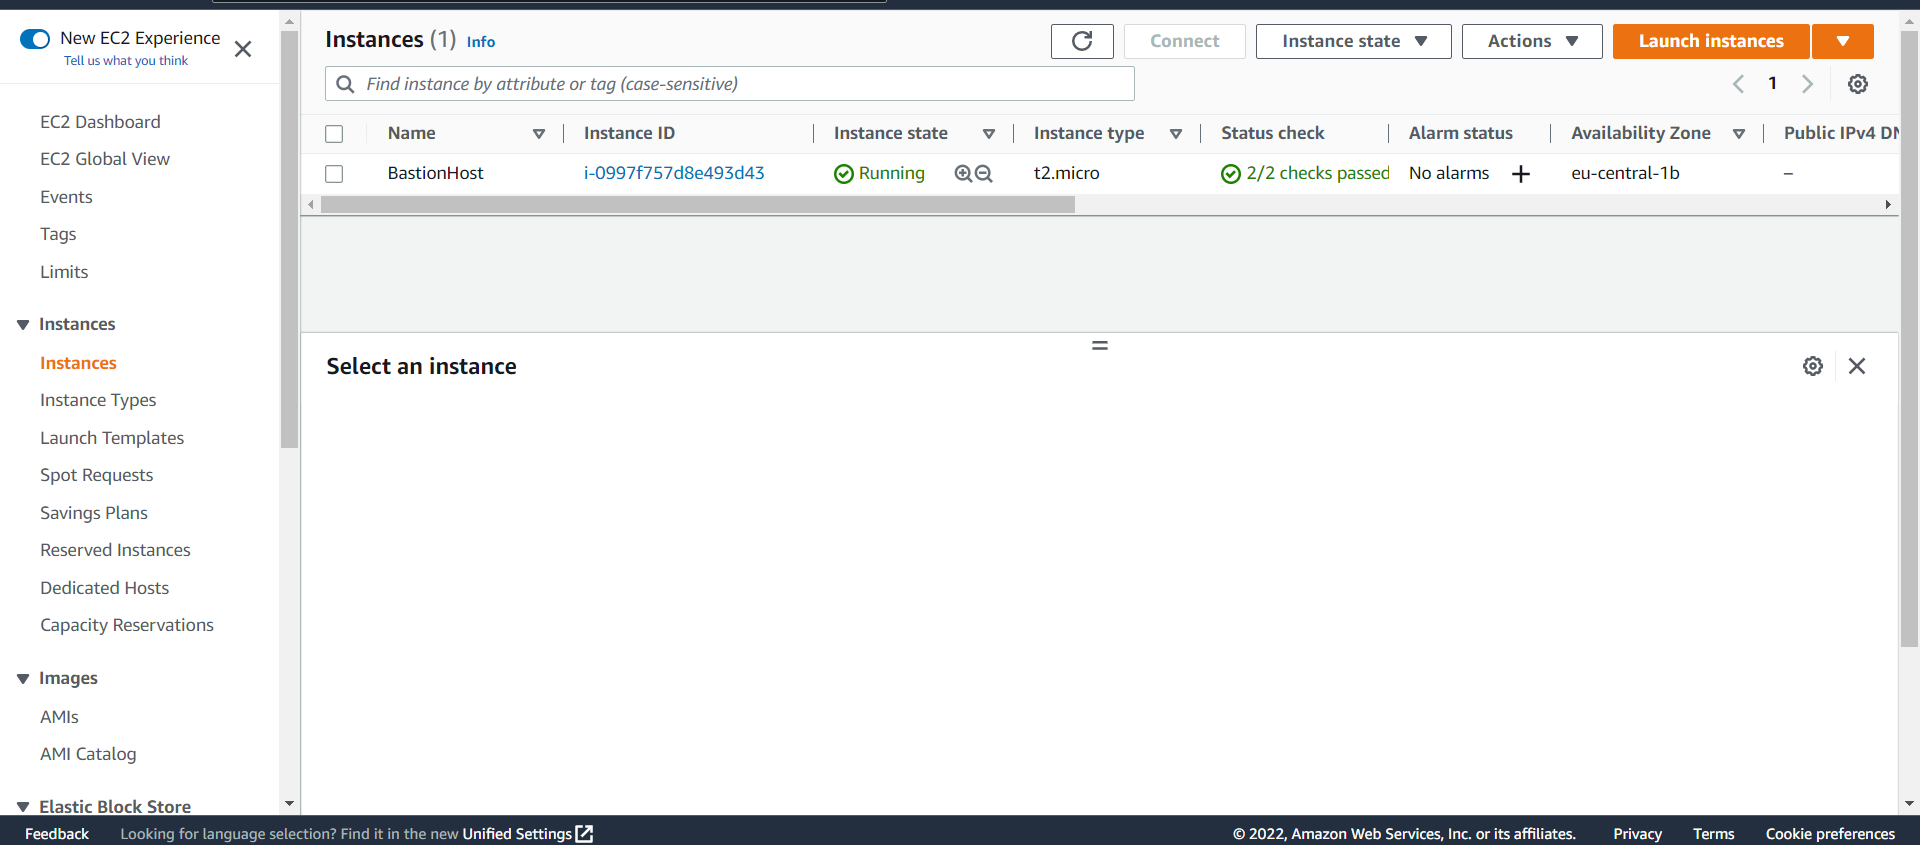 New EC2 Experience
Tell us what you think
EC2 Dashboard
EC2 Global View
Events
Tags
Limits
Instances
Instances
Instance Types
Launch Templates
Spot Requests
Savings Plans
Reserved Instances
Dedicated Hosts
Capacity Reservations
Images
AMIs
AMI Catalog
Elastic Block Store
Instances (1) Info
Connect
Instance state
Actions
Launch instances
Find instance by attribute or tag (case-sensitive)
1
Name Instance ID Instance state Instance type Status check Alarm status Availability Zone Public IPv4 DN
BastionHost i-0997f757d8e493d43 Running t2.micro 2/2 checks passed No alarms + eu-central-1b –
Select an instance
Feedback Looking for language selection? Find it in the new Unified Settings © 2022, Amazon Web Services, Inc. or its affiliates. Privacy Terms Cookie preferences